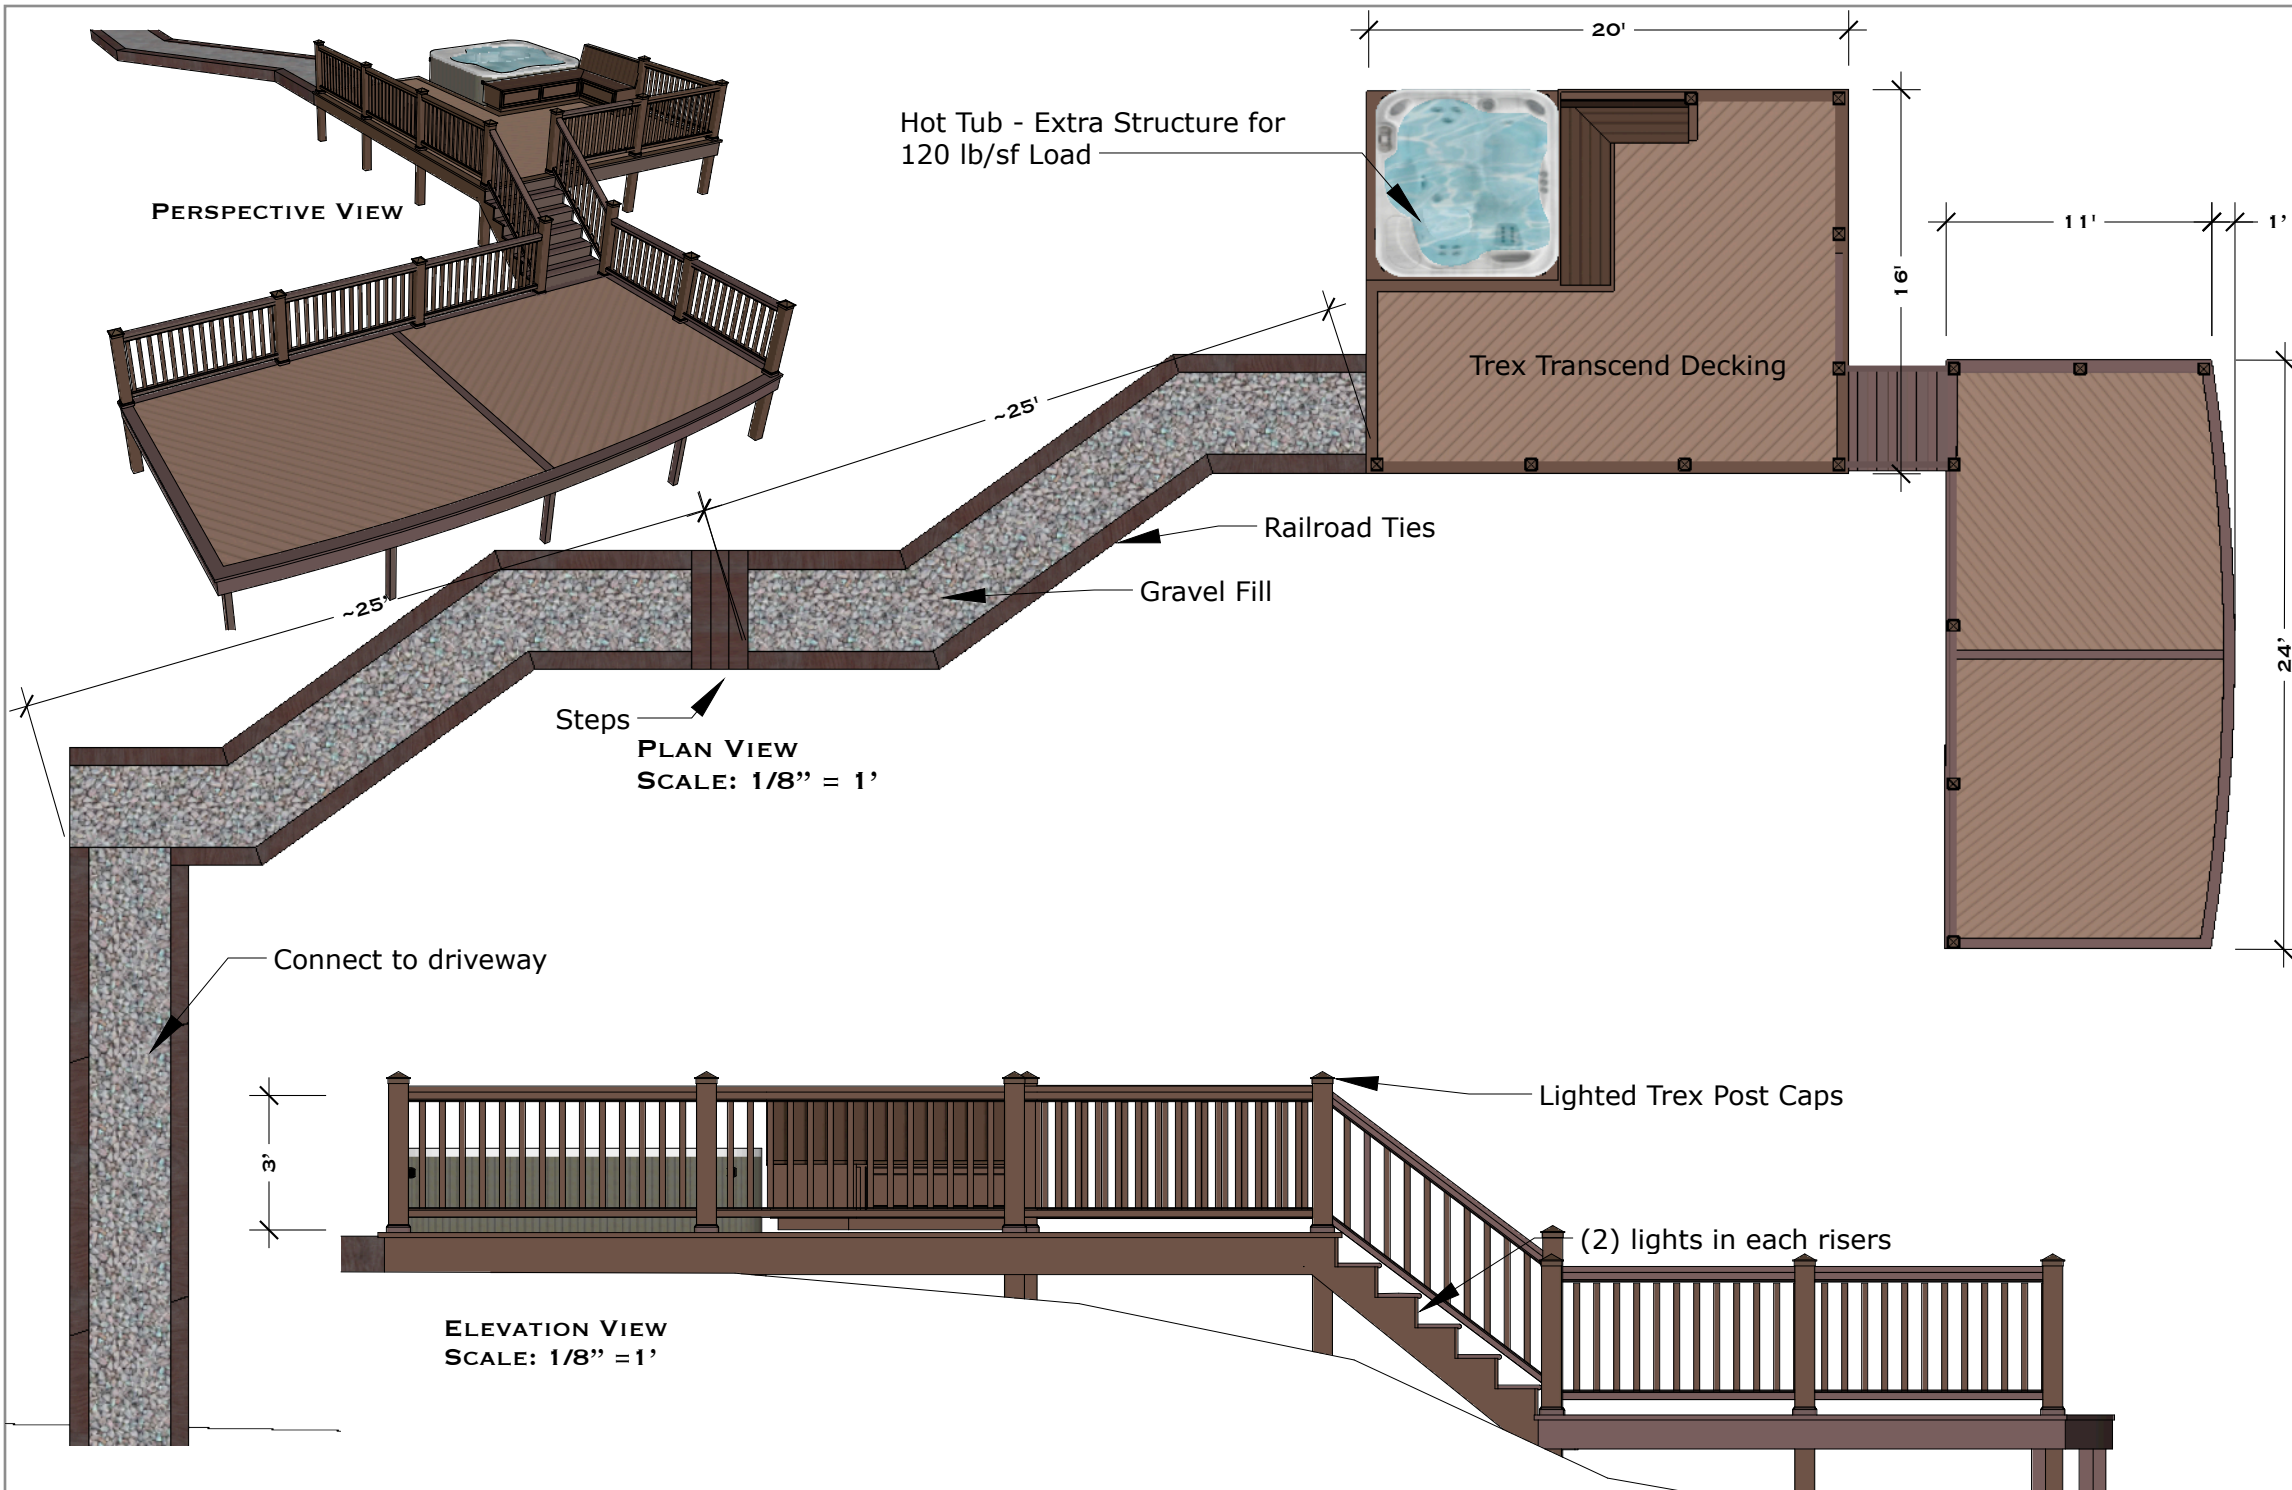 20'
Hot Tub - Extra Structure for
120 lb/sf Load
PERSPECTIVE VIEW
11'
1'
16'
Trex Transcend Decking
~25'
Railroad Ties
Gravel Fill
~25'
24'
Steps
PLAN VIEW
SCALE: 1/8” = 1’
Connect to driveway
Lighted Trex Post Caps
3'
(2) lights in each risers
ELEVATION VIEW
SCALE: 1/8” =1’